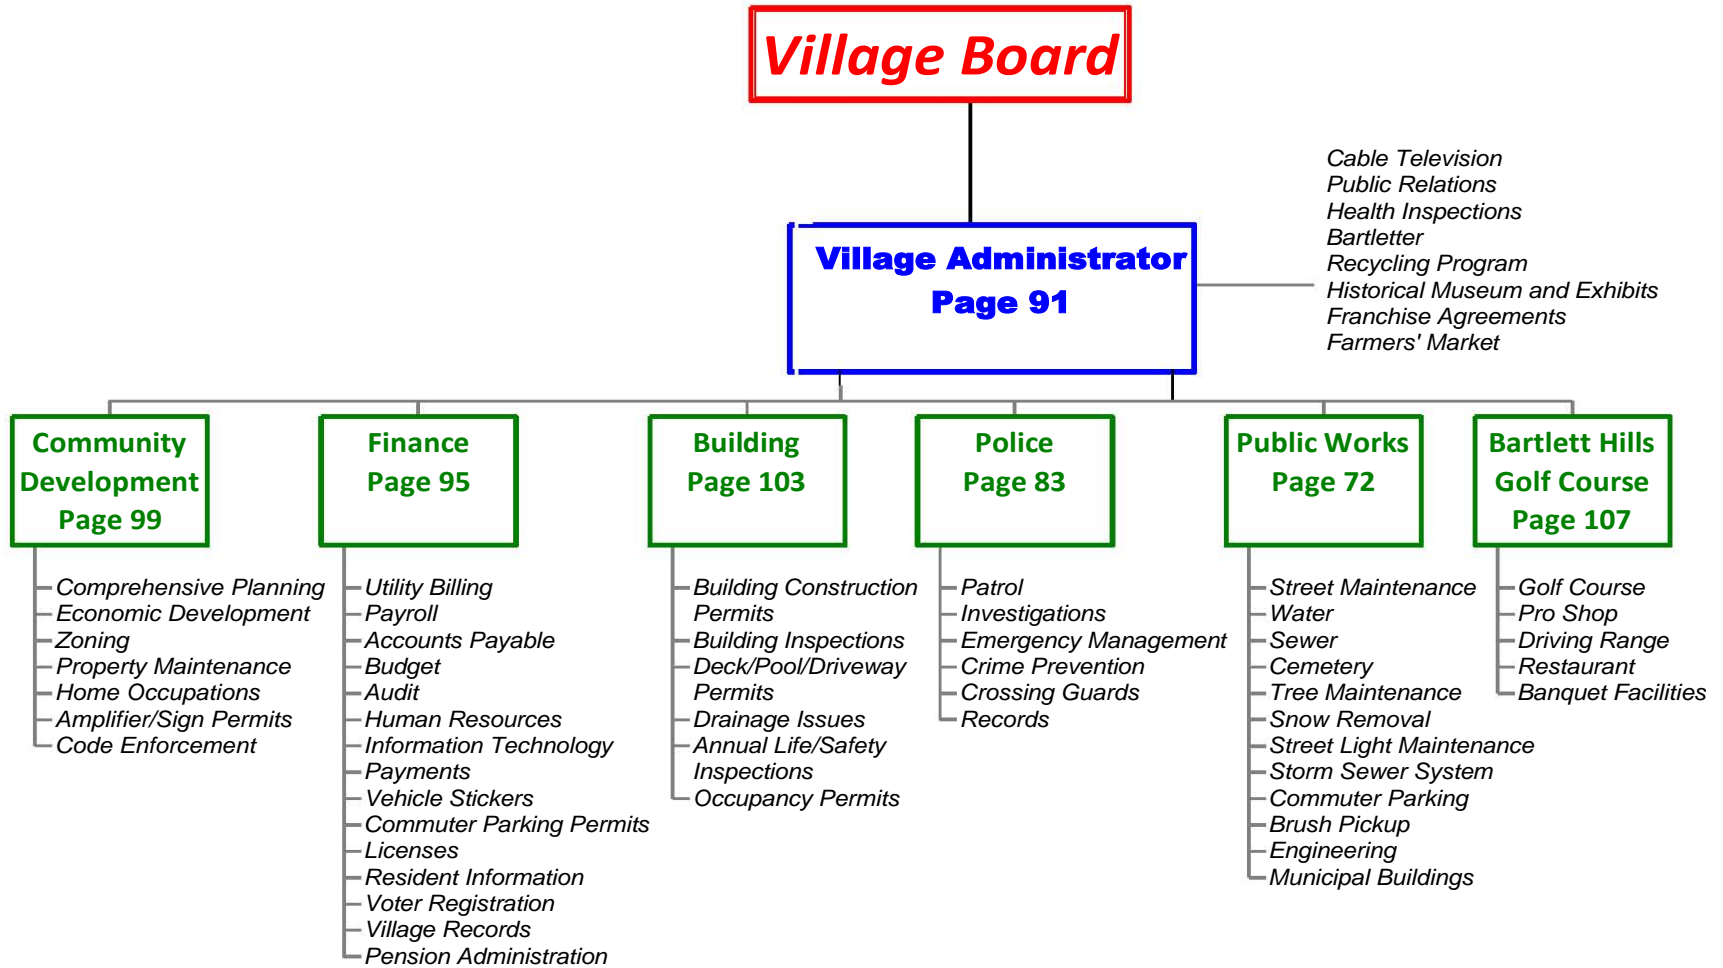 Village Board
Cable Television
Public Relations
Health Inspections
Bartletter
Recycling Program
Historical Museum and Exhibits
Franchise Agreements
Farmers' Market
Village Administrator
Page 91
Community
Development
Page 99
Comprehensive Planning
Economic Development
Zoning
Property Maintenance
Home Occupations
Amplifier/Sign Permits
Code Enforcement
Finance
Page 95
Utility Billing
Payroll
Accounts Payable
Budget
Audit
Human Resources
Information Technology
Payments
Vehicle Stickers
Commuter Parking Permits
Licenses
Resident Information
Voter Registration
Village Records
Pension Administration
Building
Page 103
Building Construction
Permits
Building Inspections
Deck/Pool/Driveway
Permits
Drainage Issues
Annual Life/Safety
Inspections
Occupancy Permits
Police
Page 83
Patrol
Investigations
Emergency Management
Crime Prevention
Crossing Guards
Records
Public Works
Page 72
Street Maintenance
Water
Sewer
Cemetery
Tree Maintenance
Snow Removal
Street Light Maintenance
Storm Sewer System
Commuter Parking
Brush Pickup
Engineering
Municipal Buildings
Bartlett Hills
Golf Course
Page 107
Golf Course
Pro Shop
Driving Range
Restaurant
Banquet Facilities